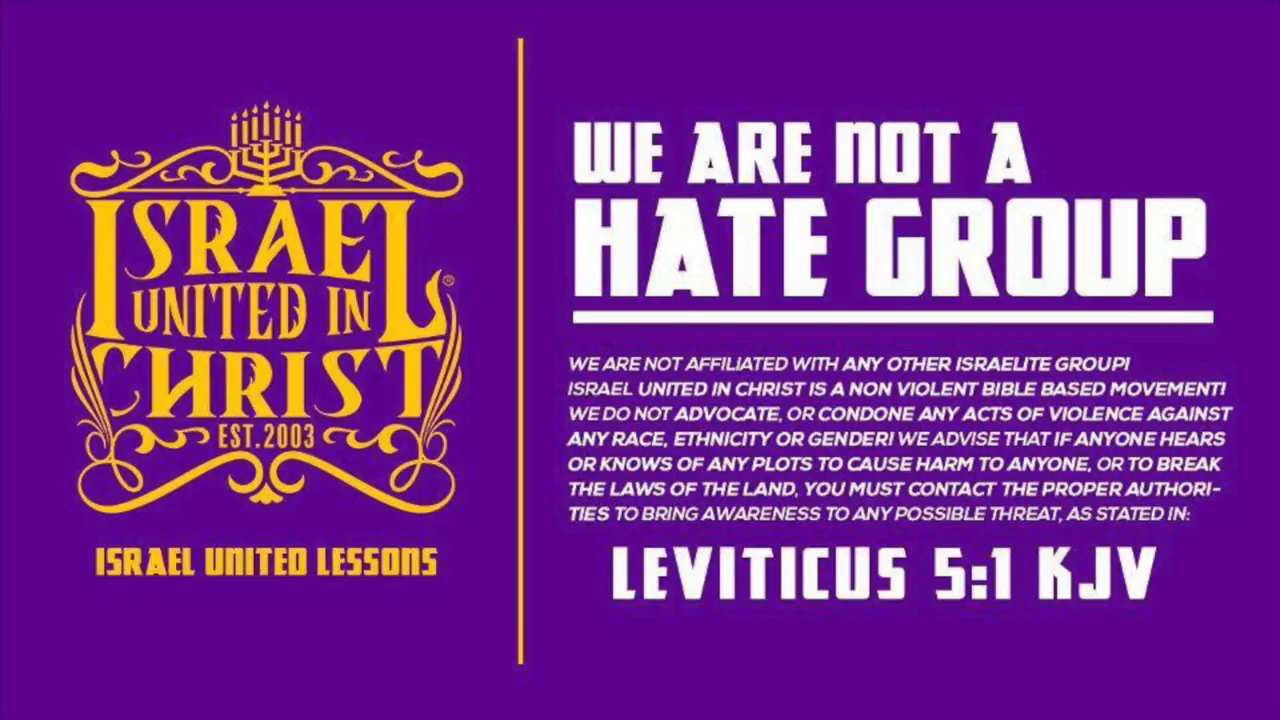 ISRAEL
UNITED IN
CHRIST
EST.2003
®
ISRAEL UNITED LESSONS
WE ARE NOT A
HATE GROUP
WE ARE NOT AFFILIATED WITH ANY OTHER ISRAELITE GROUP!
ISRAEL UNITED IN CHRIST IS A NON VIOLENT BIBLE BASED MOVEMENT!
WE DO NOT ADVOCATE, OR CONDONE ANY ACTS OF VIOLENCE AGAINST
ANY RACE, ETHNICITY OR GENDER! WE ADVISE THAT IF ANYONE HEARS
OR KNOWS OF ANY PLOTS TO CAUSE HARM TO ANYONE, OR TO BREAK
THE LAWS OF THE LAND, YOU MUST CONTACT THE PROPER AUTHORI-
TIES TO BRING AWARENESS TO ANY POSSIBLE THREAT, AS STATED IN:
LEVITICUS 5:1 KJV